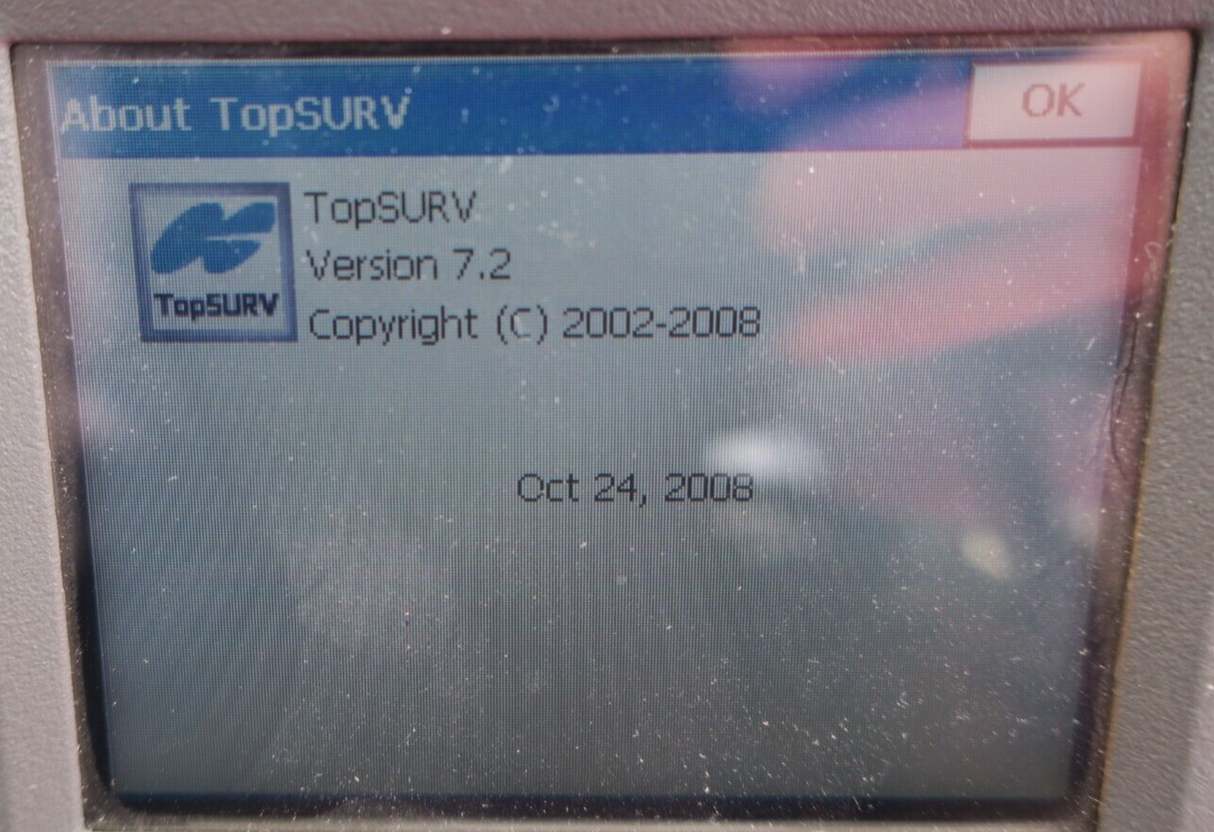 About TopSURV
OK
TopSURV
TopSURV
Version 7.2
Copyright (C) 2002-2008
Oct 24, 2008